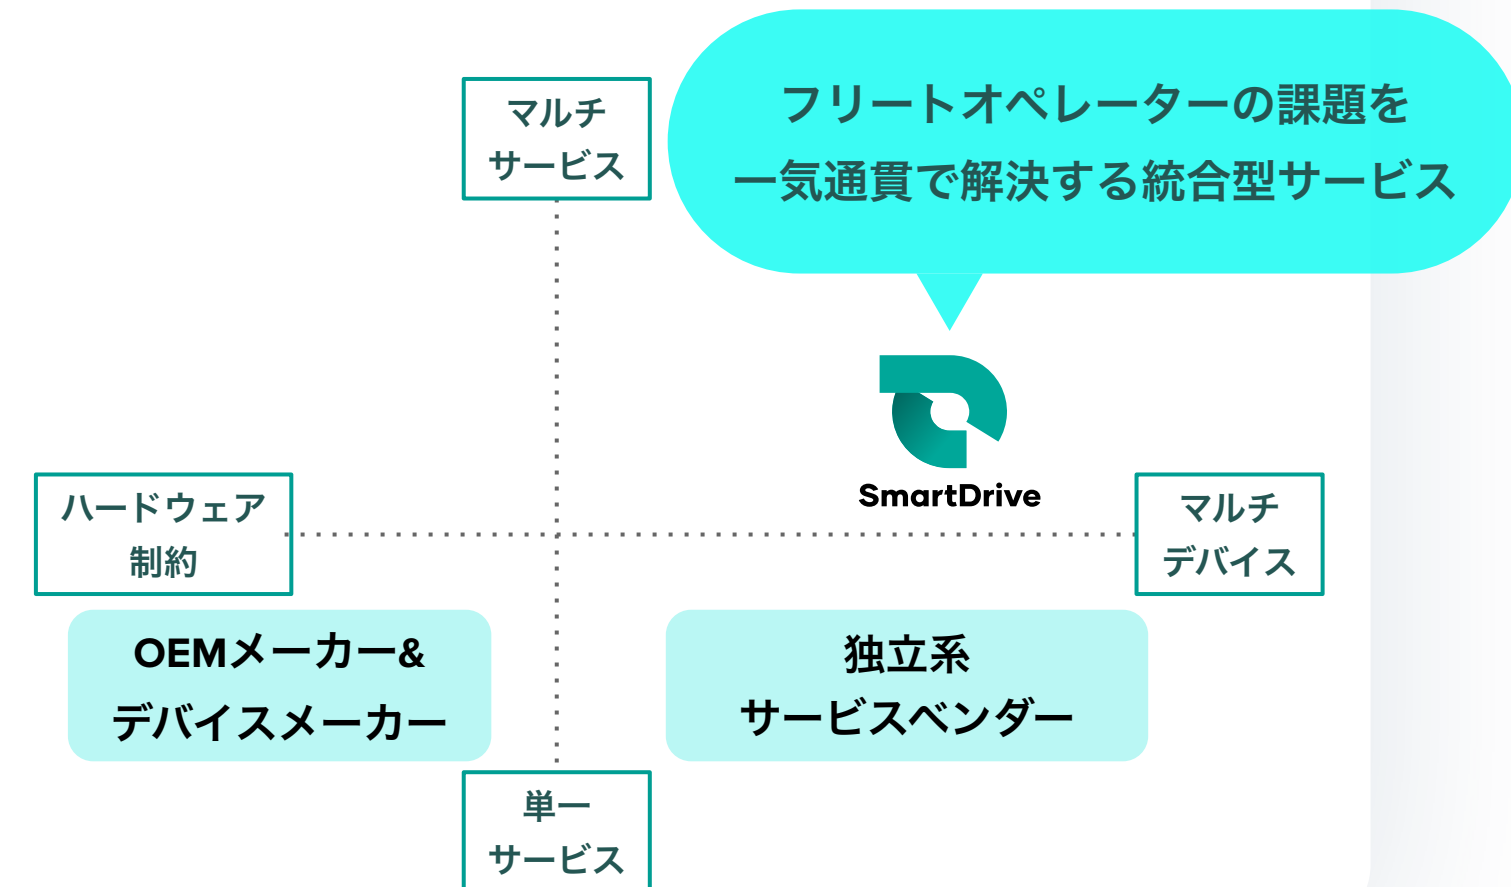 フリートオペレーターの課題を
一気通貫で解決する統合型サービス
マルチ
サービス
SmartDrive
ハードウェア
制約
マルチ
デバイス
OEMメーカー&
デバイスメーカー
独立系
サービスベンダー
単一
サービス